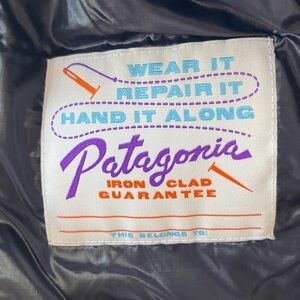 WEAR IT
REPAIR IT
HAND IT ALONG
Patagonia
IRON CLAD
GUARANTEE
THIS BELONGS TO: